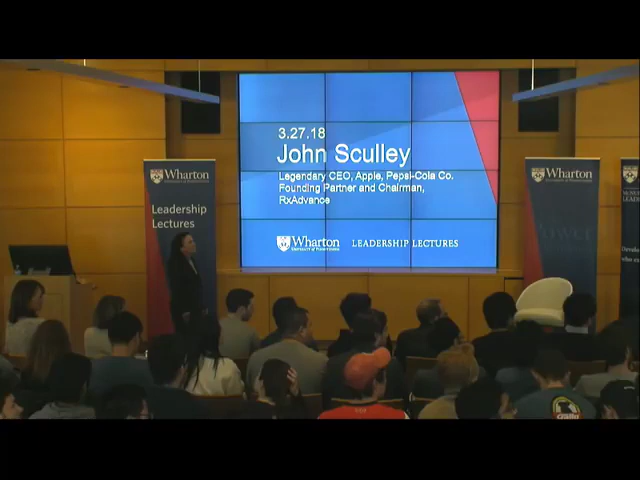 3.27.18
John Sculley
Legendary CEO, Apple, Pepsi-Cola Co.
Founding Partner and Chairman,
RxAdvance
Wharton LEADERSHIP LECTURES
Wharton
Leadership
Lectures
Wharton